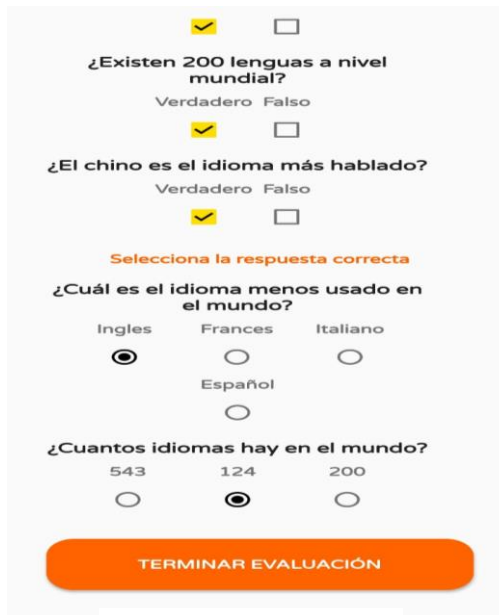 ¿Existen 200 lenguas a nivel
mundial?
Verdadero Falso
¿El chino es el idioma más hablado?
Verdadero Falso
Selecciona la respuesta correcta
¿Cuál es el idioma menos usado en
el mundo?
Ingles Frances Italiano
Español
¿Cuantos idiomas hay en el mundo?
543 124 200
TERMINAR EVALUACIÓN